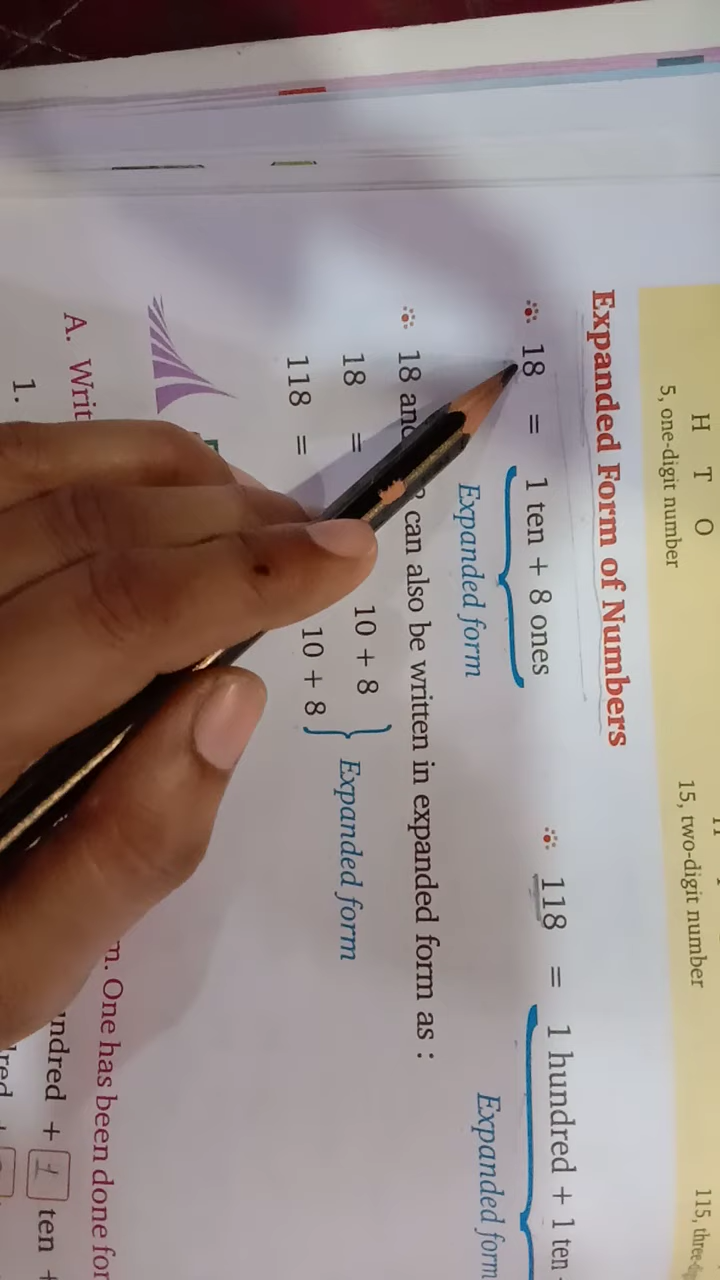 H T O
5, one-digit number 15, two-digit number 115, three
Expanded Form of Numbers
18 = 1 ten + 8 ones 118 = 1 hundred + 1 ten
Expanded form Expanded form
18 and can also be written in expanded form as :
18 = 10 + 8
118 = 10 + 8 Expanded form
A. Writ m. One has been done for
1. ndred + 1 ten +